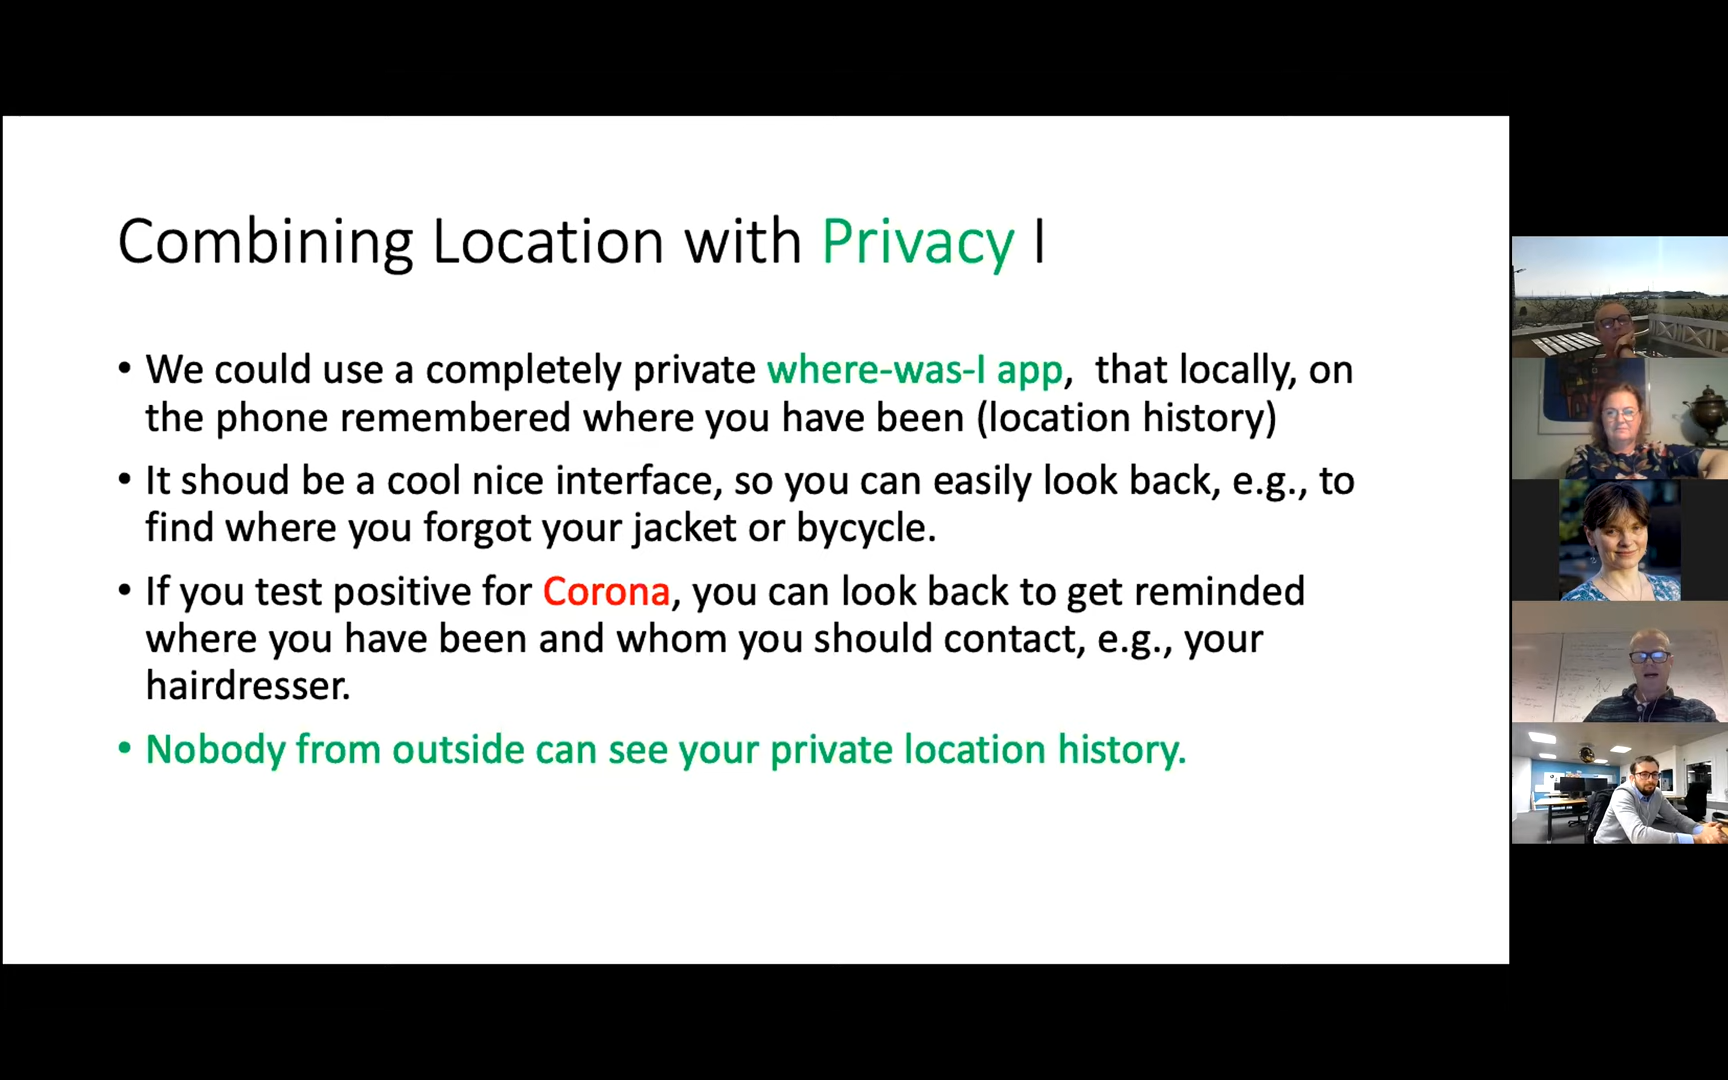 Combining Location with Privacy I
• We could use a completely private where-was-I app, that locally, on
the phone remembered where you have been (location history)
• It shoud be a cool nice interface, so you can easily look back, e.g., to
find where you forgot your jacket or bycycle.
• If you test positive for Corona, you can look back to get reminded
where you have been and whom you should contact, e.g., your
hairdresser.
• Nobody from outside can see your private location history.